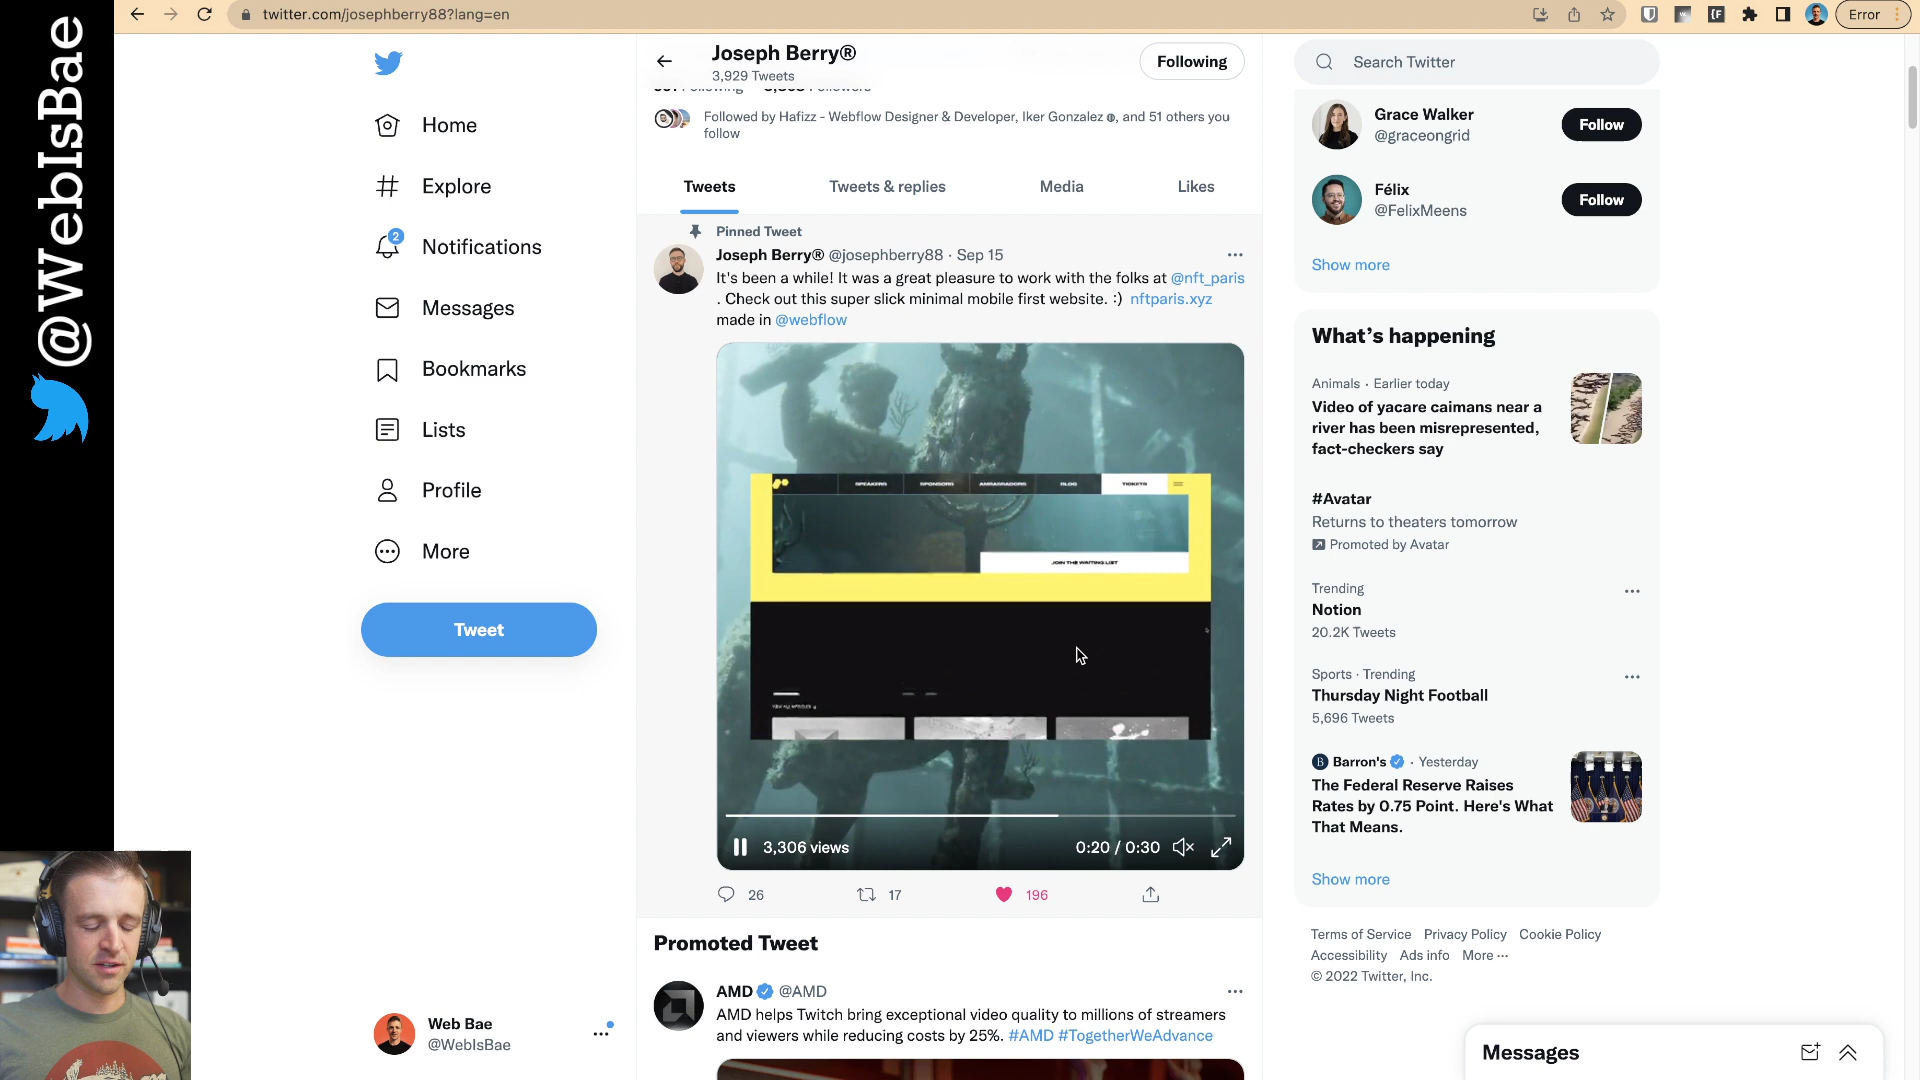 twitter.com/josephberry88?lang=en
Error
@WebIsBae
Home
Explore
2
Notifications
Messages
Bookmarks
Lists
Profile
More
Tweet
Web Bae
@WebIsBae
Joseph Berry®
3,929 Tweets
Following
Followed by Hafizz - Webflow Designer & Developer, Iker Gonzalez, and 51 others you
follow
Tweets
Tweets & replies
Media
Likes
Pinned Tweet
Joseph Berry® @josephberry88 · Sep 15
It's been a while! It was a great pleasure to work with the folks at @nft_paris
. Check out this super slick minimal mobile first website. :) nftparis.xyz
made in @webflow
SPEAKERS
SPONSORS
AMBASSADORS
BLOG
TICKETS
JOIN THE WAITING LIST
3,306 views
0:20 / 0:30
26
17
196
Promoted Tweet
AMD @AMD
AMD helps Twitch bring exceptional video quality to millions of streamers
and viewers while reducing costs by 25%. #AMD #TogetherWeAdvance
Search Twitter
Grace Walker
@graceongrid
Follow
Félix
@FelixMeens
Follow
Show more
What's happening
Animals · Earlier today
Video of yacare caimans near a
river has been misrepresented,
fact-checkers say
#Avatar
Returns to theaters tomorrow
Promoted by Avatar
Trending
Notion
20.2K Tweets
Sports · Trending
Thursday Night Football
5,696 Tweets
B Barron's · Yesterday
The Federal Reserve Raises
Rates by 0.75 Point. Here's What
That Means.
Show more
Terms of Service Privacy Policy Cookie Policy
Accessibility Ads info More ···
© 2022 Twitter, Inc.
Messages